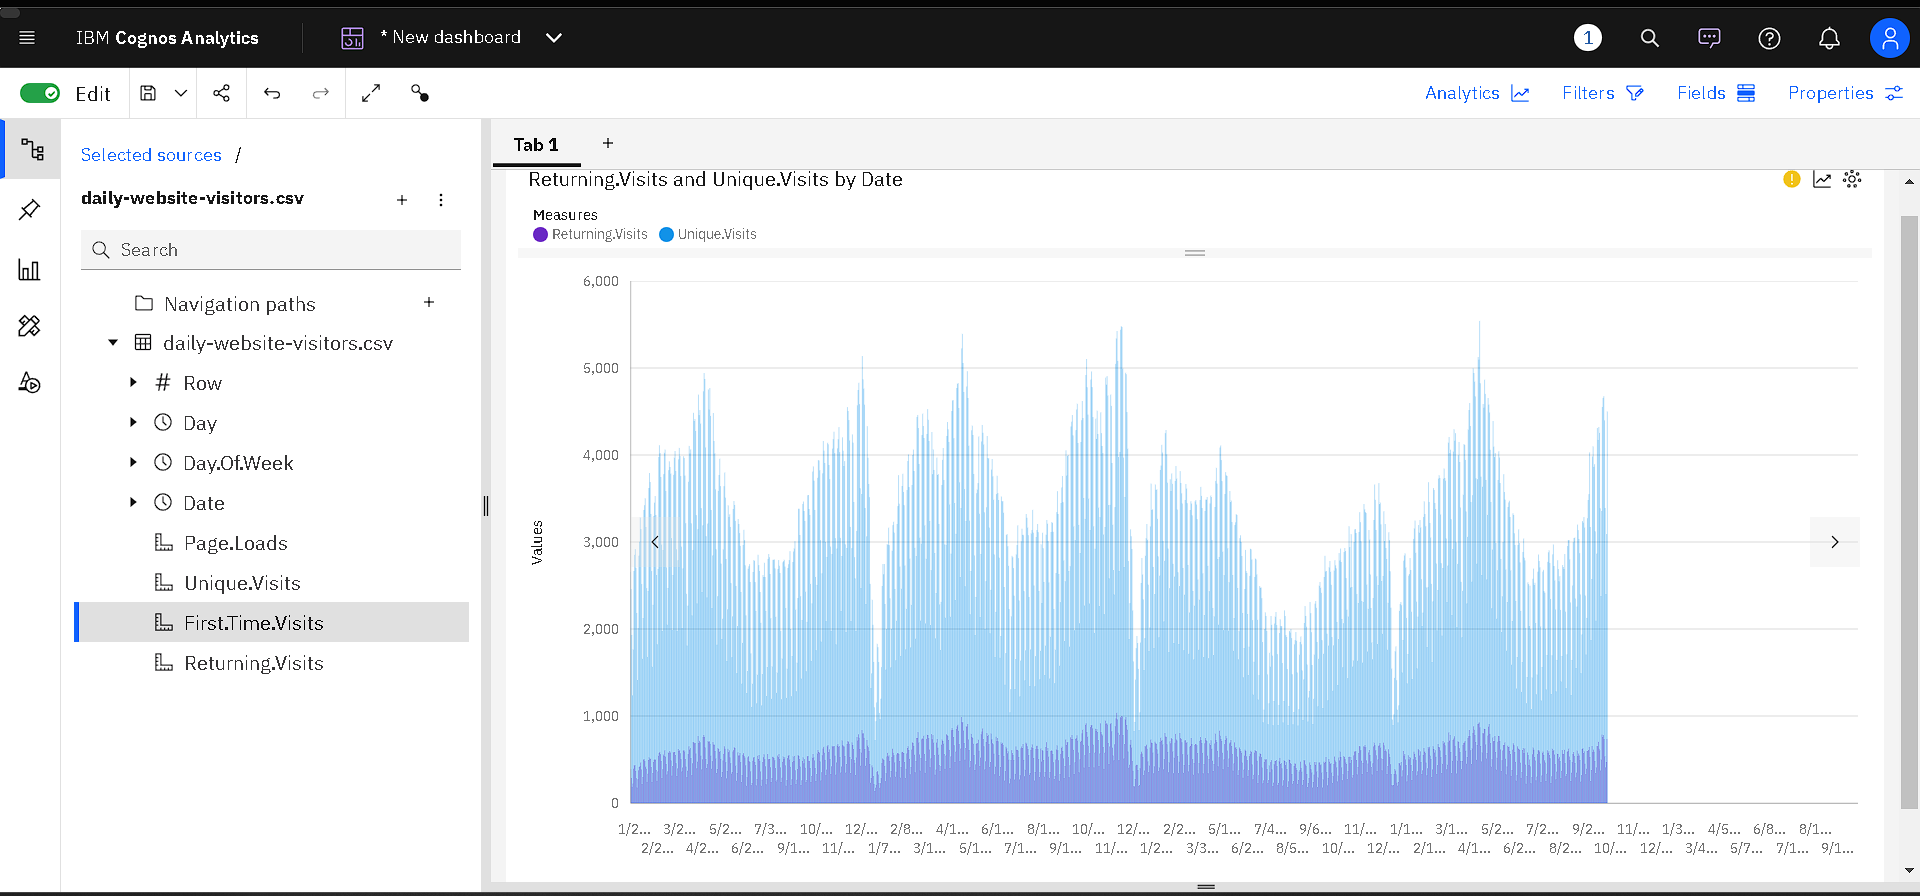 IBM Cognos Analytics
* New dashboard
1
Edit
Analytics
Filters
Fields
Properties
Selected sources /
daily-website-visitors.csv
Search
Navigation paths
daily-website-visitors.csv
Row
Day
Day.Of.Week
Date
Page.Loads
Unique.Visits
First.Time.Visits
Returning.Visits
Tab 1
Returning.Visits and Unique.Visits by Date
Measures
Returning.Visits Unique.Visits
Values
6,000
5,000
4,000
3,000
2,000
1,000
0
1/2... 3/2... 5/2... 7/3... 10/... 12/... 2/8... 4/1... 6/1... 8/1... 10/... 12/... 2/2... 5/1... 7/4... 9/6... 11/... 1/1... 3/1... 5/2... 7/2... 9/2... 11/... 1/3... 4/5... 6/8... 8/1...
2/2... 4/2... 6/2... 9/1... 11/... 1/7... 3/1... 5/1... 7/1... 9/1... 11/... 1/2... 3/3... 6/2... 8/5... 10/... 12/... 2/1... 4/1... 6/2... 8/2... 10/... 12/... 3/4... 5/7... 7/1... 9/1...